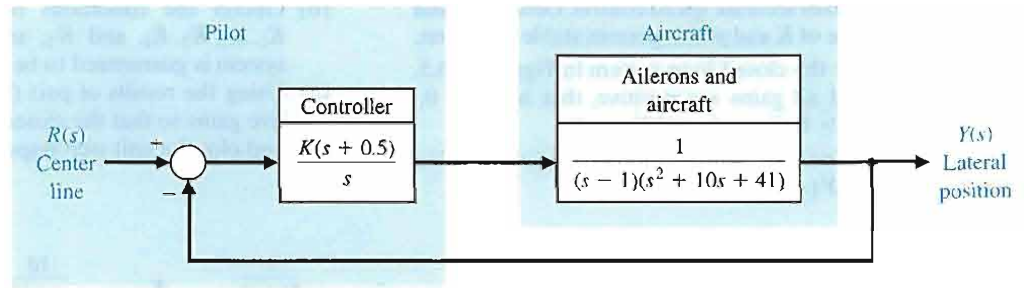 Pilot
Aircraft
Ailerons and
aircraft
Controller
R(s)
Center
line
+
−
K(s + 0.5)
s
1
(s − 1)(s² + 10s + 41)
Y(s)
Lateral
position